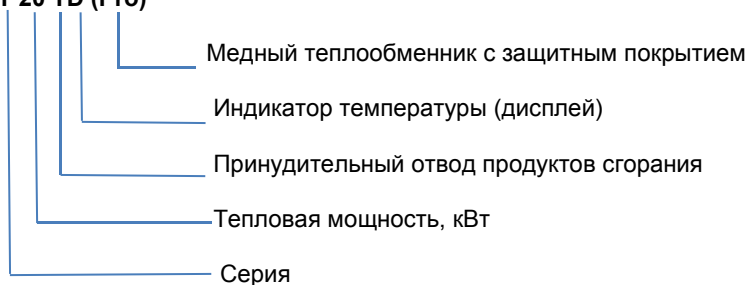 Медный теплообменник с защитным покрытием
Индикатор температуры (дисплей)
Принудительный отвод продуктов сгорания
Тепловая мощность, кВт
Серия